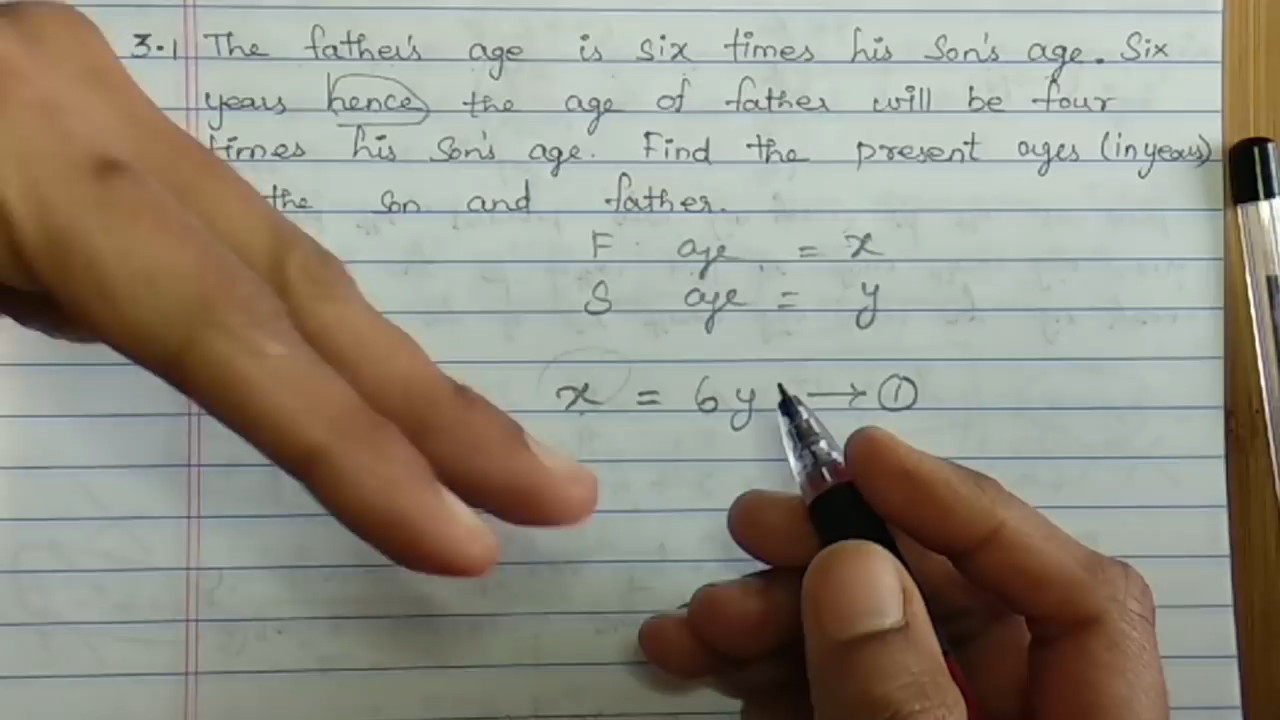 3.1 The father's age is six times his Son's age. Six
years hence the age of father will be four
times his Son's age. Find the present ages (in years)
the son and father.
F age = x
S age = y
x = 6y → ①